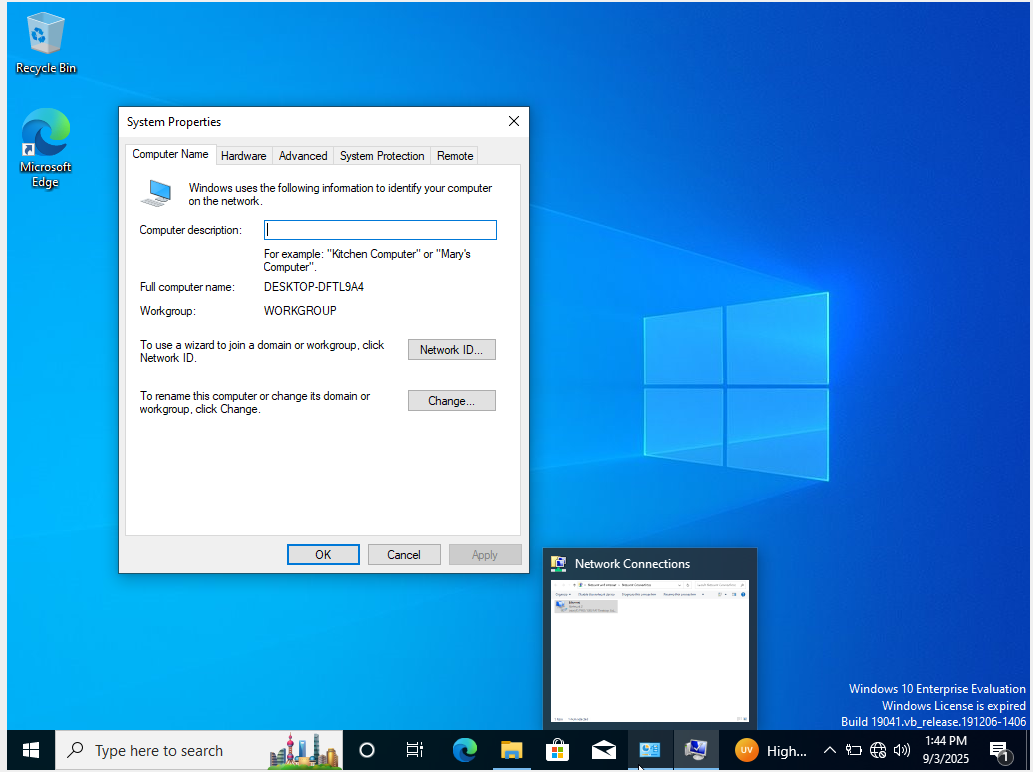 Recycle Bin
Microsoft
Edge
System Properties
Computer Name
Hardware
Advanced
System Protection
Remote
Windows uses the following information to identify your computer
on the network.
Computer description:
For example: "Kitchen Computer" or "Mary's
Computer".
Full computer name:
DESKTOP-DFTL9A4
Workgroup:
WORKGROUP
To use a wizard to join a domain or workgroup, click
Network ID.
Network ID...
To rename this computer or change its domain or
workgroup, click Change.
Change...
OK
Cancel
Apply
Network Connections
Windows 10 Enterprise Evaluation
Windows License is expired
Build 19041.vb_release.191206-1406
Type here to search
UV
High...
1:44 PM
9/3/2025
1